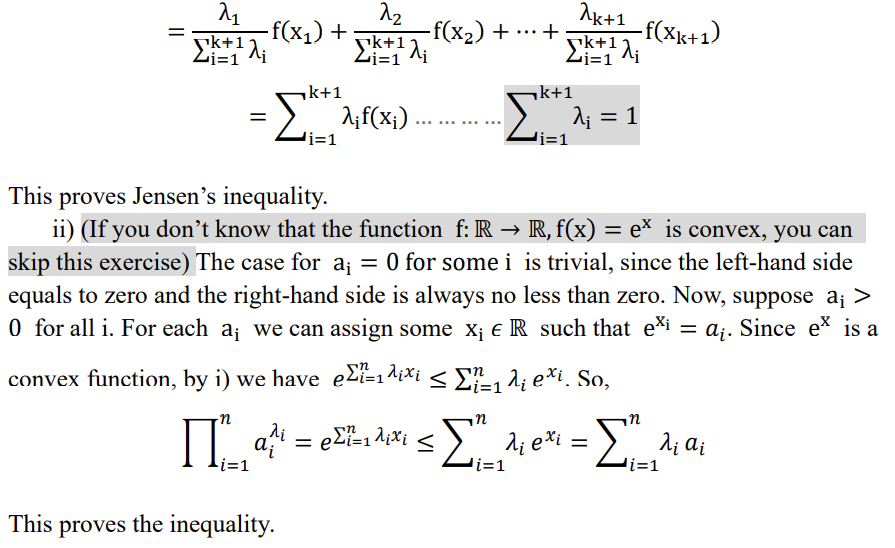 = λ₁/∑ᵢ₌₁ᵏ⁺¹ λᵢ f(x₁) + λ₂/∑ᵢ₌₁ᵏ⁺¹ λᵢ f(x₂) + ⋯ + λₖ₊₁/∑ᵢ₌₁ᵏ⁺¹ λᵢ f(xₖ₊₁)
= ∑ᵢ₌₁ᵏ⁺¹ λᵢf(xᵢ) … … … … ∑ᵢ₌₁ᵏ⁺¹ λᵢ = 1
This proves Jensen’s inequality.
ii) (If you don’t know that the function f: ℝ → ℝ, f(x) = eˣ is convex, you can
skip this exercise) The case for aᵢ = 0 for some i is trivial, since the left-hand side
equals to zero and the right-hand side is always no less than zero. Now, suppose aᵢ >
0 for all i. For each aᵢ we can assign some xᵢ ϵ ℝ such that e^{xᵢ} = aᵢ. Since eˣ is a
convex function, by i) we have e^{∑ᵢ₌₁ⁿ λᵢxᵢ} ≤ ∑ᵢ₌₁ⁿ λᵢ e^{xᵢ}. So,
∏ᵢ₌₁ⁿ aᵢ^{λᵢ} = e^{∑ᵢ₌₁ⁿ λᵢxᵢ} ≤ ∑ᵢ₌₁ⁿ λᵢ e^{xᵢ} = ∑ᵢ₌₁ⁿ λᵢ aᵢ
This proves the inequality.